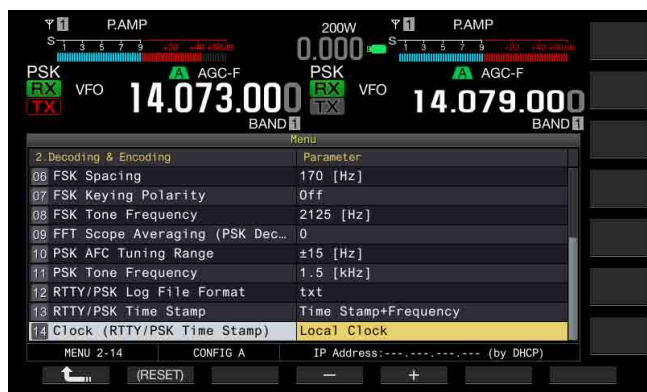 1 P.AMP 200W 1 P.AMP
S 1 3 5 7 9 +20 +40 +60dB 0.000 S 1 3 5 7 9 +20 +40 +60dB
PSK A AGC-F PSK A AGC-F
RX VFO 14.073.000 RX VFO 14.079.000
TX TX
BAND 1 BAND 1
Menu
2.Decoding & Encoding Parameter
06 FSK Spacing 170 [Hz]
07 FSK Keying Polarity Off
08 FSK Tone Frequency 2125 [Hz]
09 FFT Scope Averaging (PSK Dec... 0
10 PSK AFC Tuning Range ±15 [Hz]
11 PSK Tone Frequency 1.5 [kHz]
12 RTTY/PSK Log File Format txt
13 RTTY/PSK Time Stamp Time Stamp+Frequency
14 Clock (RTTY/PSK Time Stamp) Local Clock
MENU 2-14 CONFIG A IP Address:---.---.---.--- (by DHCP)
(RESET) − +